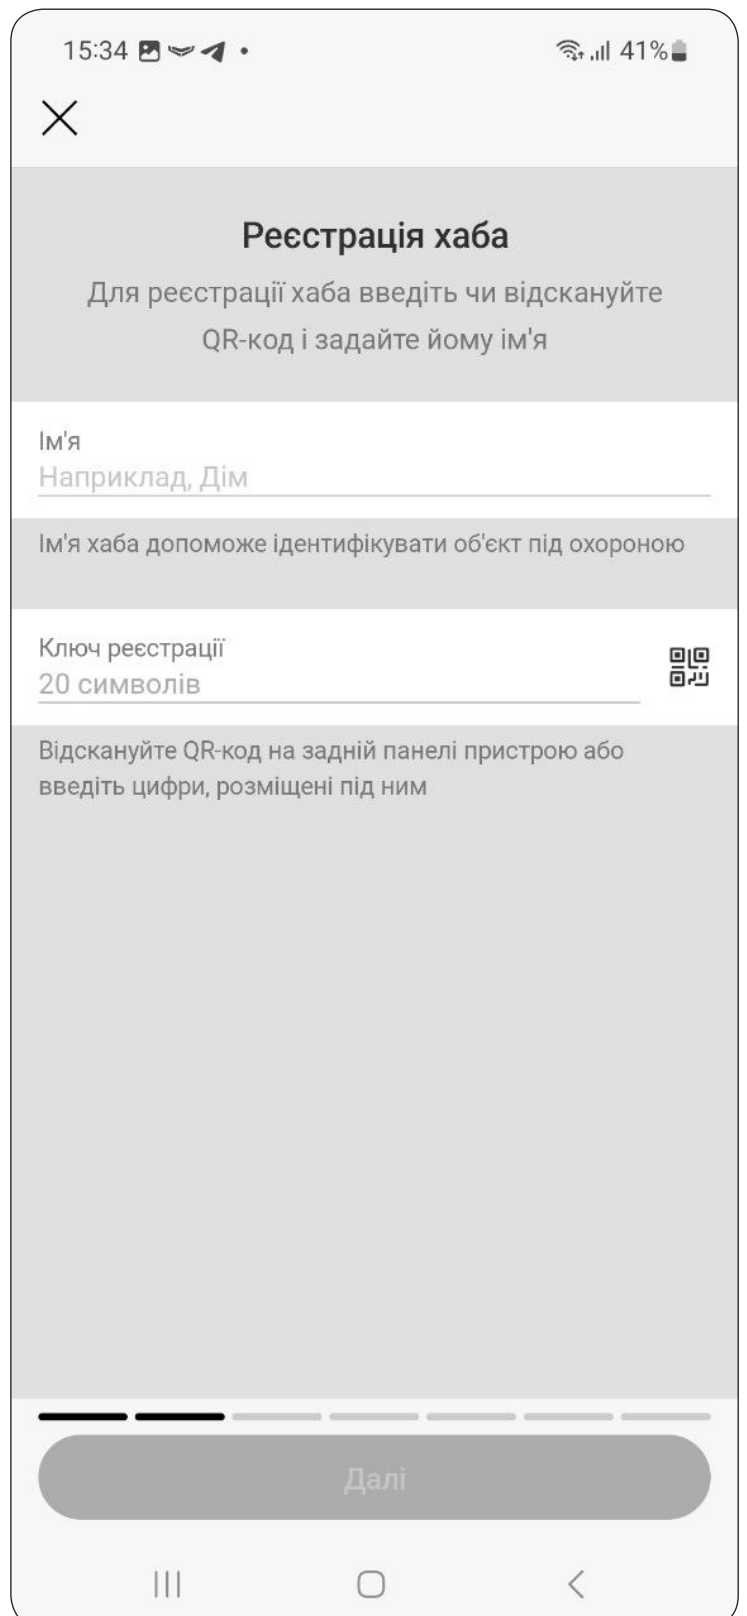 15:34
41%
Реєстрація хаба
Для реєстрації хаба введіть чи відскануйте
QR-код і задайте йому ім'я
Ім'я
Наприклад, Дім
Ім'я хаба допоможе ідентифікувати об'єкт під охороною
Ключ реєстрації
20 символів
Відскануйте QR-код на задній панелі пристрою або
введіть цифри, розміщені під ним
Далі